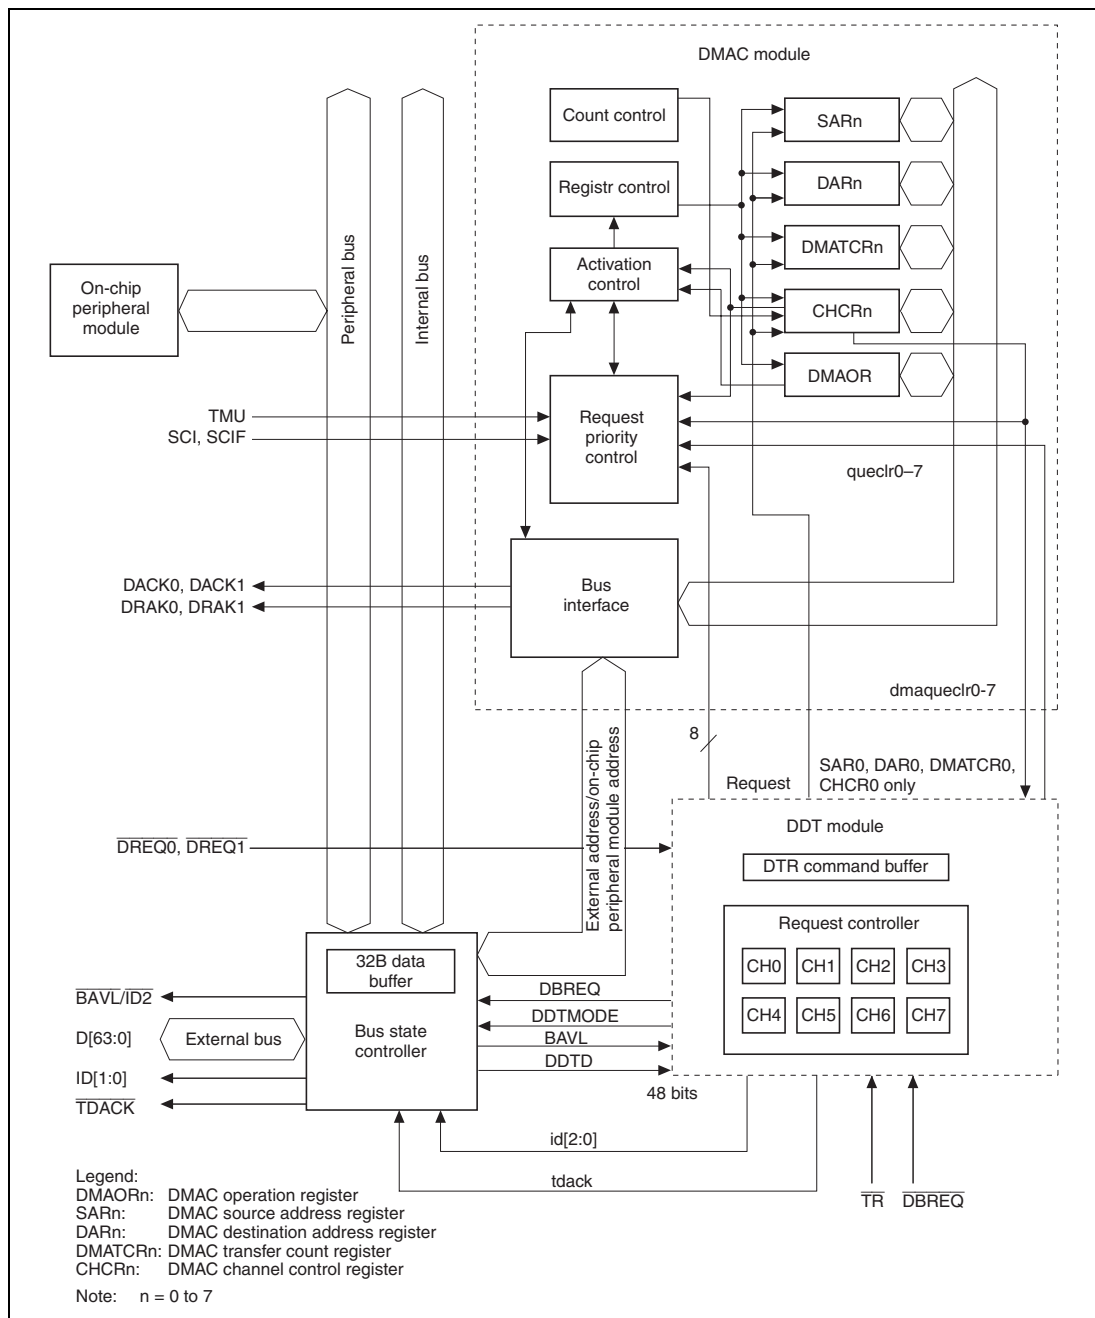 DMAC module
Count control
SARn
Registr control
DARn
DMATCRn
Activation
control
CHCRn
DMAOR
On-chip
peripheral
module
Peripheral bus
Internal bus
TMU
SCI, SCIF
Request
priority
control
queclr0–7
DACK0, DACK1
DRAK0, DRAK1
Bus
interface
dmaqueclr0-7
8
Request
SAR0, DAR0, DMATCR0,
CHCR0 only
External address/on-chip
peripheral module address
DREQ0, DREQ1
DDT module
DTR command buffer
Request controller
CH0 CH1 CH2 CH3
CH4 CH5 CH6 CH7
32B data
buffer
Bus state
controller
BAVL/ID2
D[63:0]
External bus
ID[1:0]
TDACK
DBREQ
DDTMODE
BAVL
DDTD
48 bits
id[2:0]
tdack
TR
DBREQ
Legend:
DMAORn: DMAC operation register
SARn: DMAC source address register
DARn: DMAC destination address register
DMATCRn: DMAC transfer count register
CHCRn: DMAC channel control register
Note: n = 0 to 7